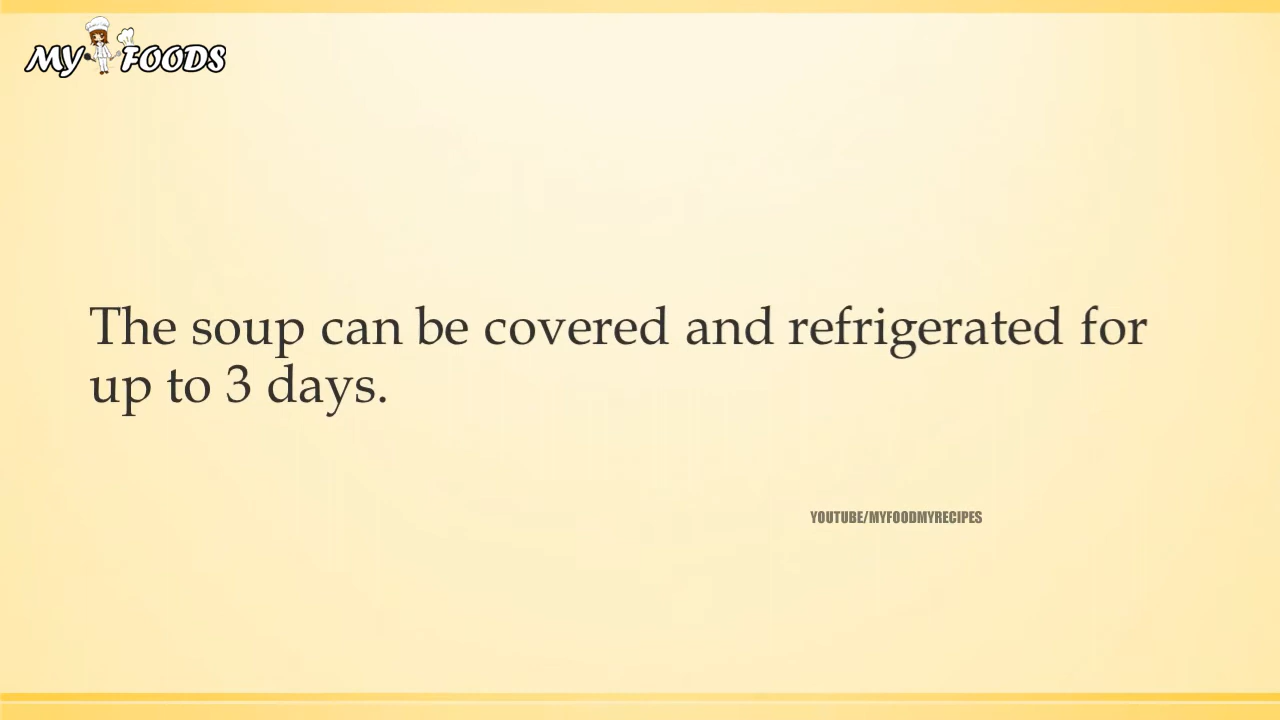 MY FOODS
The soup can be covered and refrigerated for
up to 3 days.
YOUTUBE/MYFOODMYRECIPES